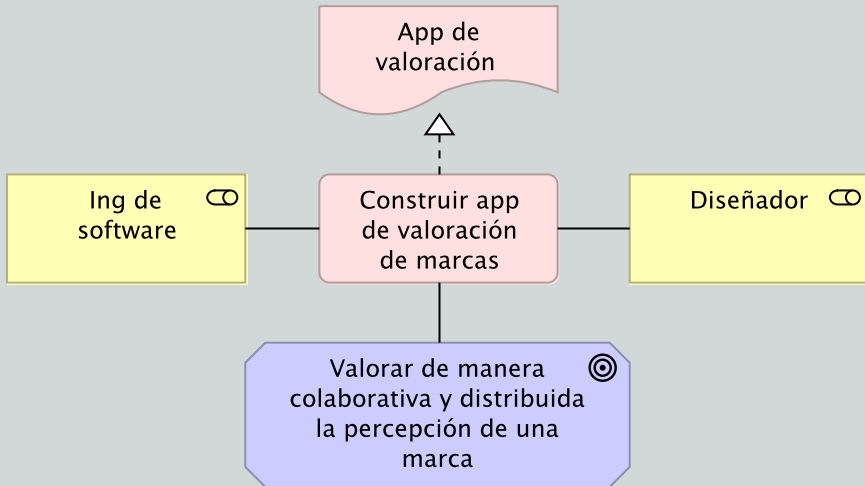 App de
valoración
Ing de
software
Construir app
de valoración
de marcas
Diseñador
Valorar de manera
colaborativa y distribuida
la percepción de una
marca